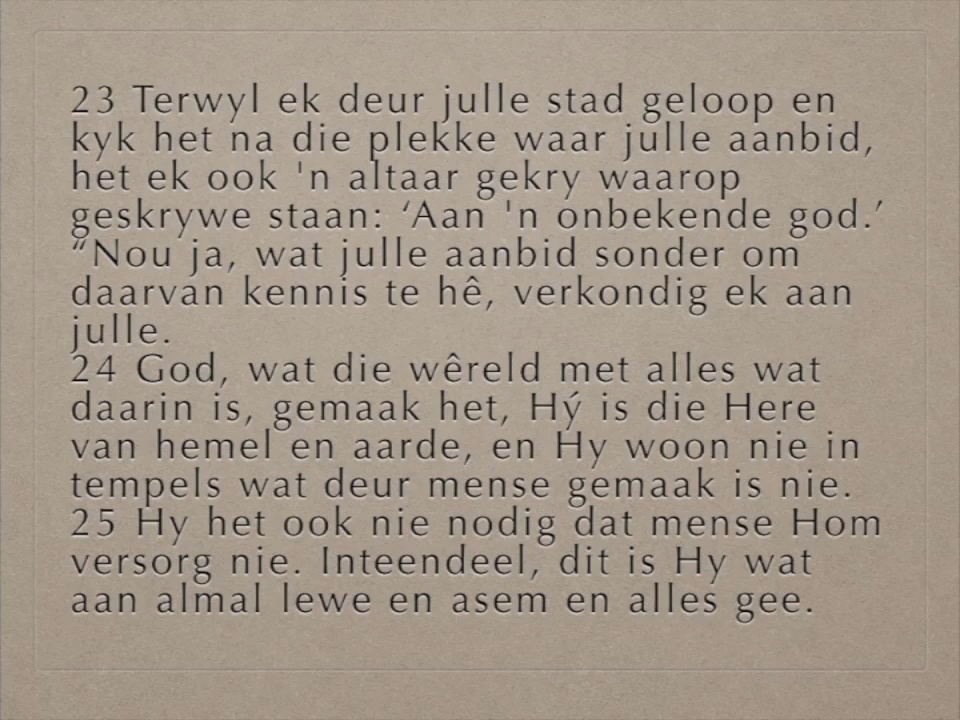 23 Terwyl ek deur julle stad geloop en
kyk het na die plekke waar julle aanbid,
het ek ook 'n altaar gekry waarop
geskrywe staan: ‘Aan 'n onbekende god.’
“Nou ja, wat julle aanbid sonder om
daarvan kennis te hê, verkondig ek aan
julle.
24 God, wat die wêreld met alles wat
daarin is, gemaak het, Hý is die Here
van hemel en aarde, en Hy woon nie in
tempels wat deur mense gemaak is nie.
25 Hy het ook nie nodig dat mense Hom
versorg nie. Inteendeel, dit is Hy wat
aan almal lewe en asem en alles gee.